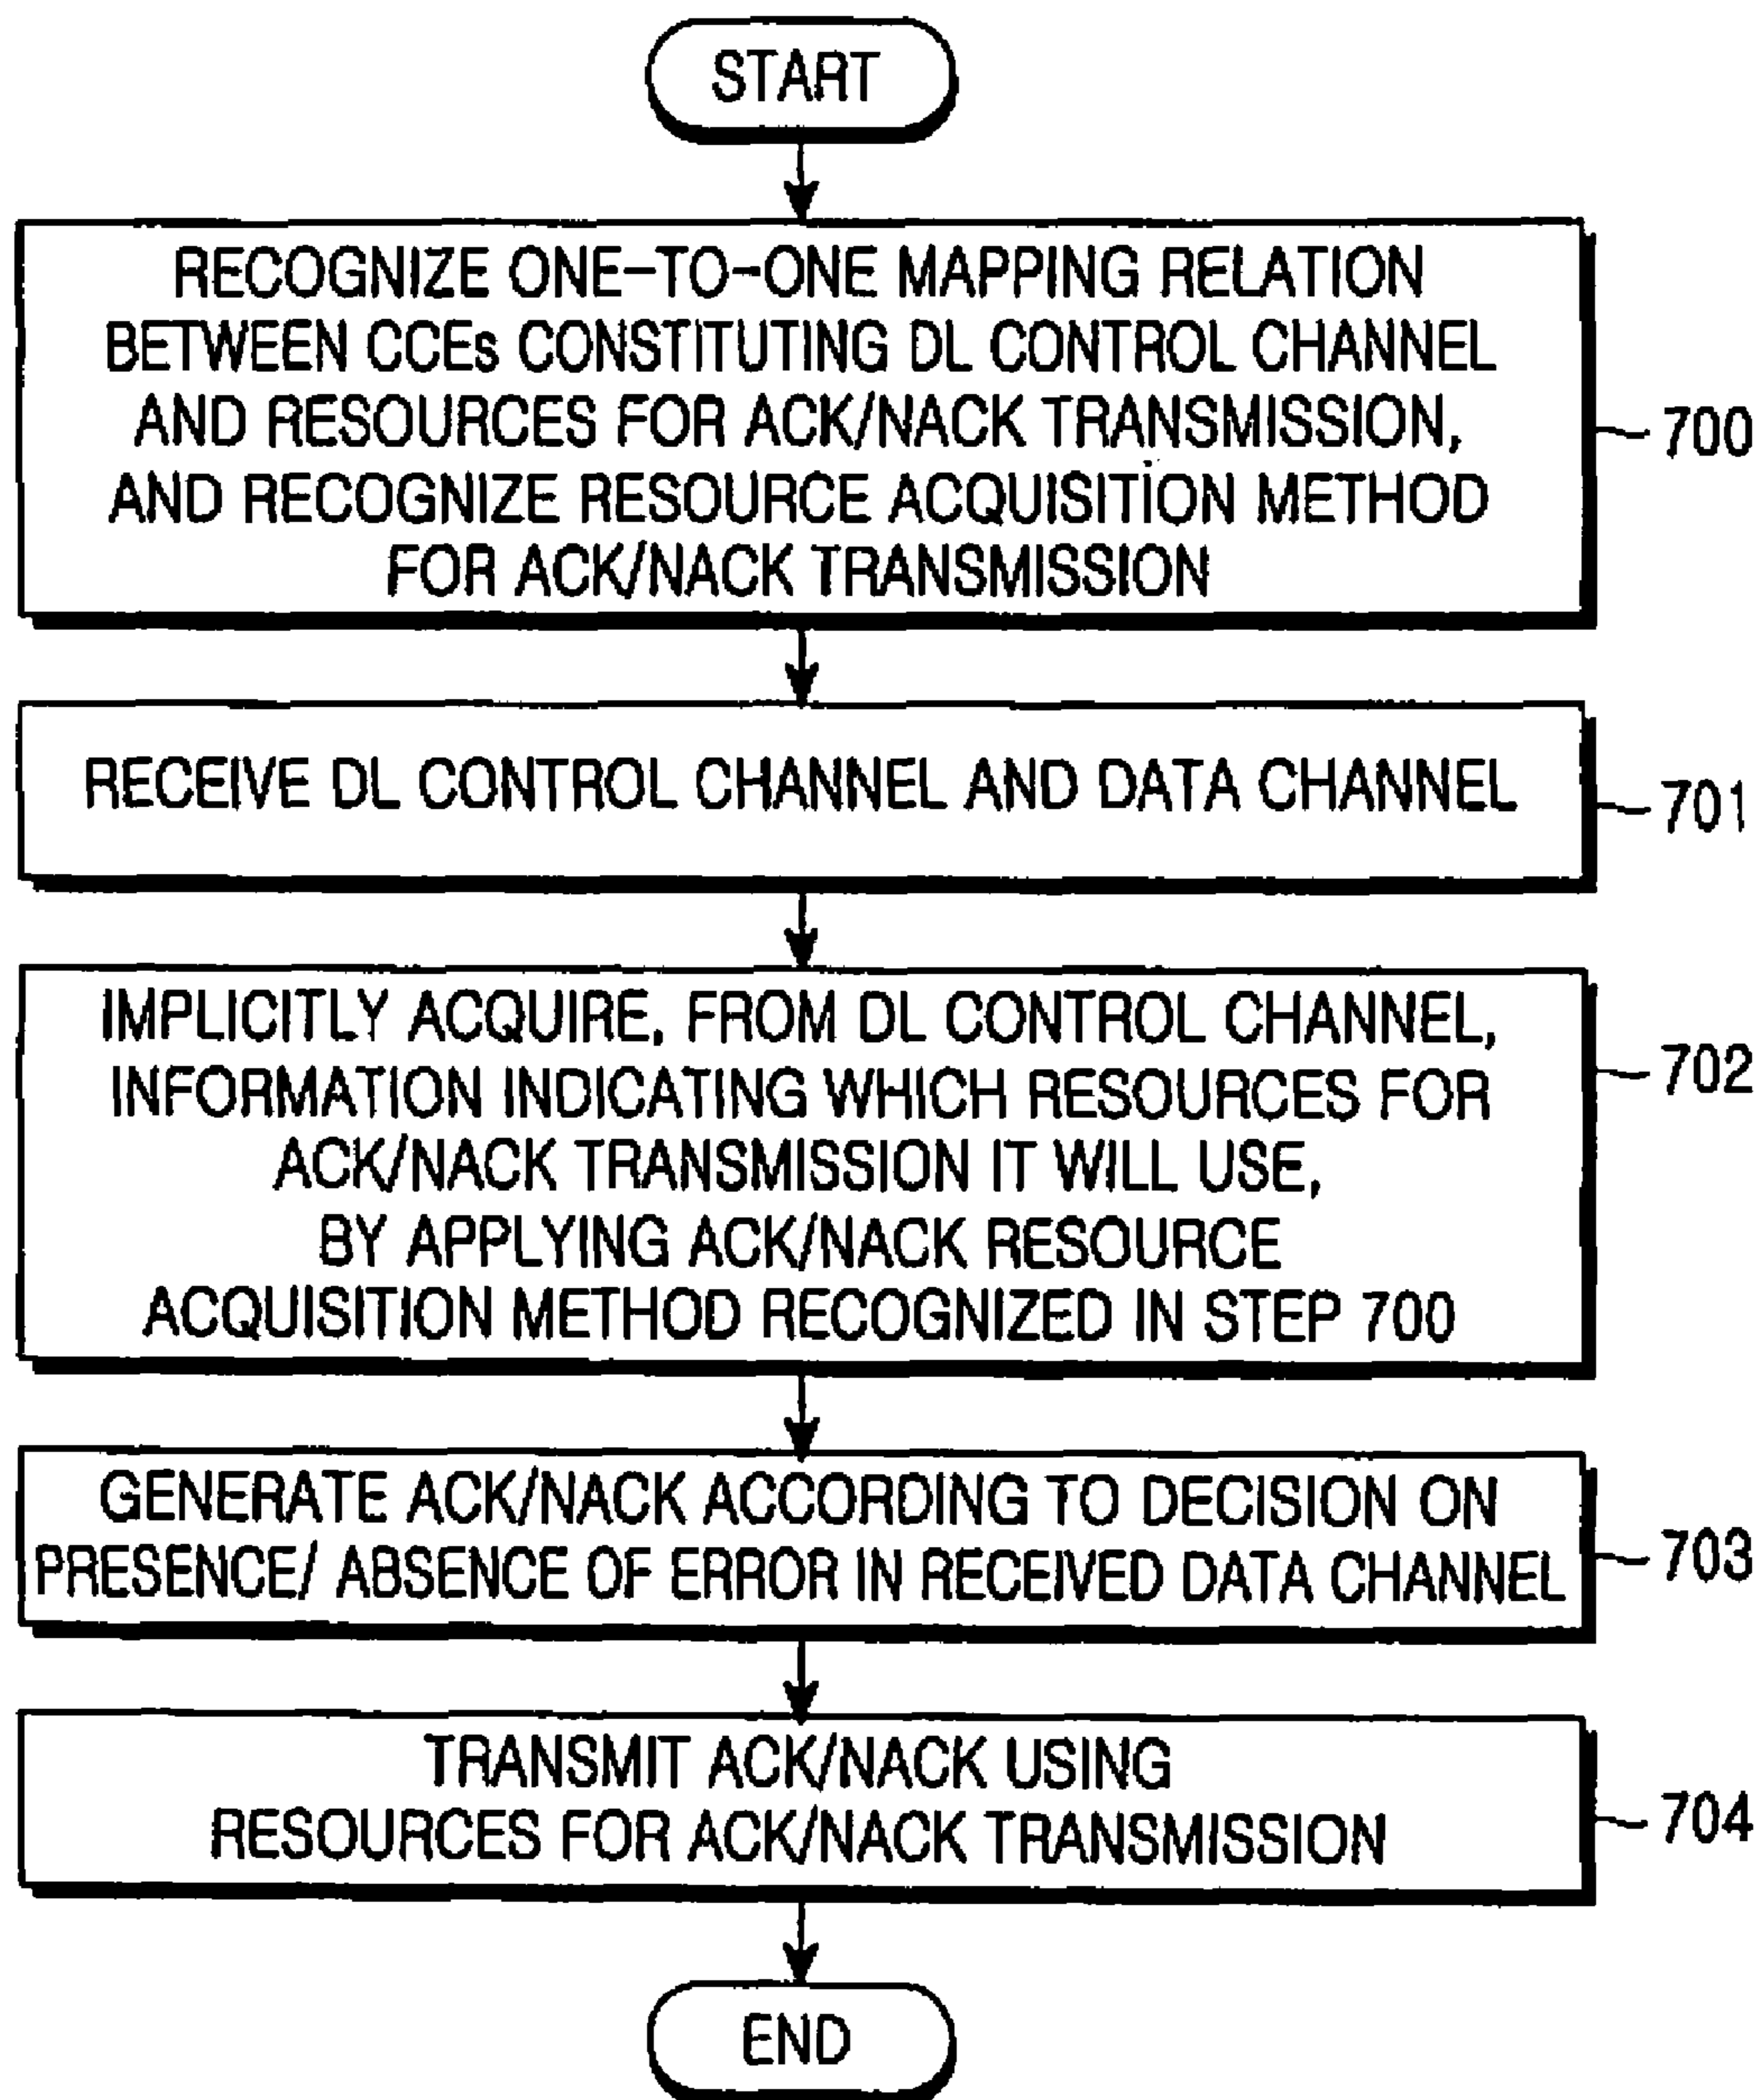 START
RECOGNIZE ONE-TO-ONE MAPPING RELATION
BETWEEN CCEs CONSTITUTING DL CONTROL CHANNEL
AND RESOURCES FOR ACK/NACK TRANSMISSION,
AND RECOGNIZE RESOURCE ACQUISITION METHOD
FOR ACK/NACK TRANSMISSION
700
RECEIVE DL CONTROL CHANNEL AND DATA CHANNEL
701
IMPLICITLY ACQUIRE, FROM DL CONTROL CHANNEL,
INFORMATION INDICATING WHICH RESOURCES FOR
ACK/NACK TRANSMISSION IT WILL USE,
BY APPLYING ACK/NACK RESOURCE
ACQUISITION METHOD RECOGNIZED IN STEP 700
702
GENERATE ACK/NACK ACCORDING TO DECISION ON
PRESENCE/ ABSENCE OF ERROR IN RECEIVED DATA CHANNEL
703
TRANSMIT ACK/NACK USING
RESOURCES FOR ACK/NACK TRANSMISSION
704
END